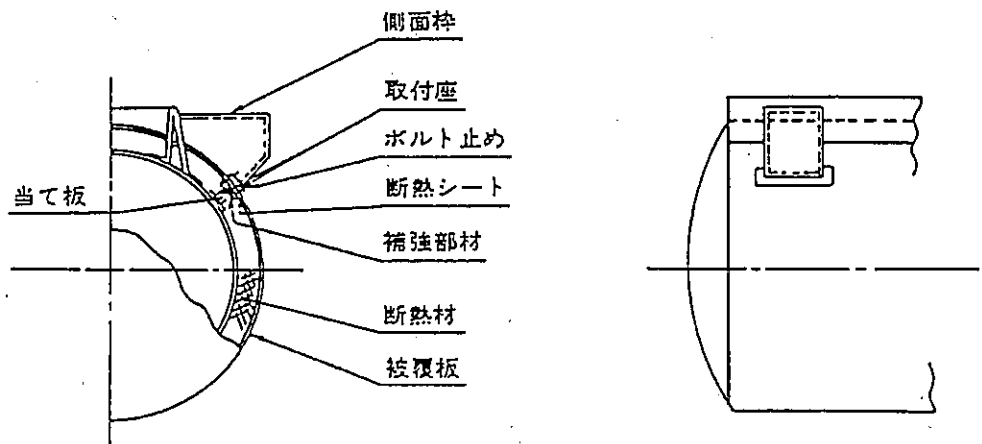 側面枠
取付座
ボルト止め
断熱シート
当て板
補強部材
断熱材
被覆板